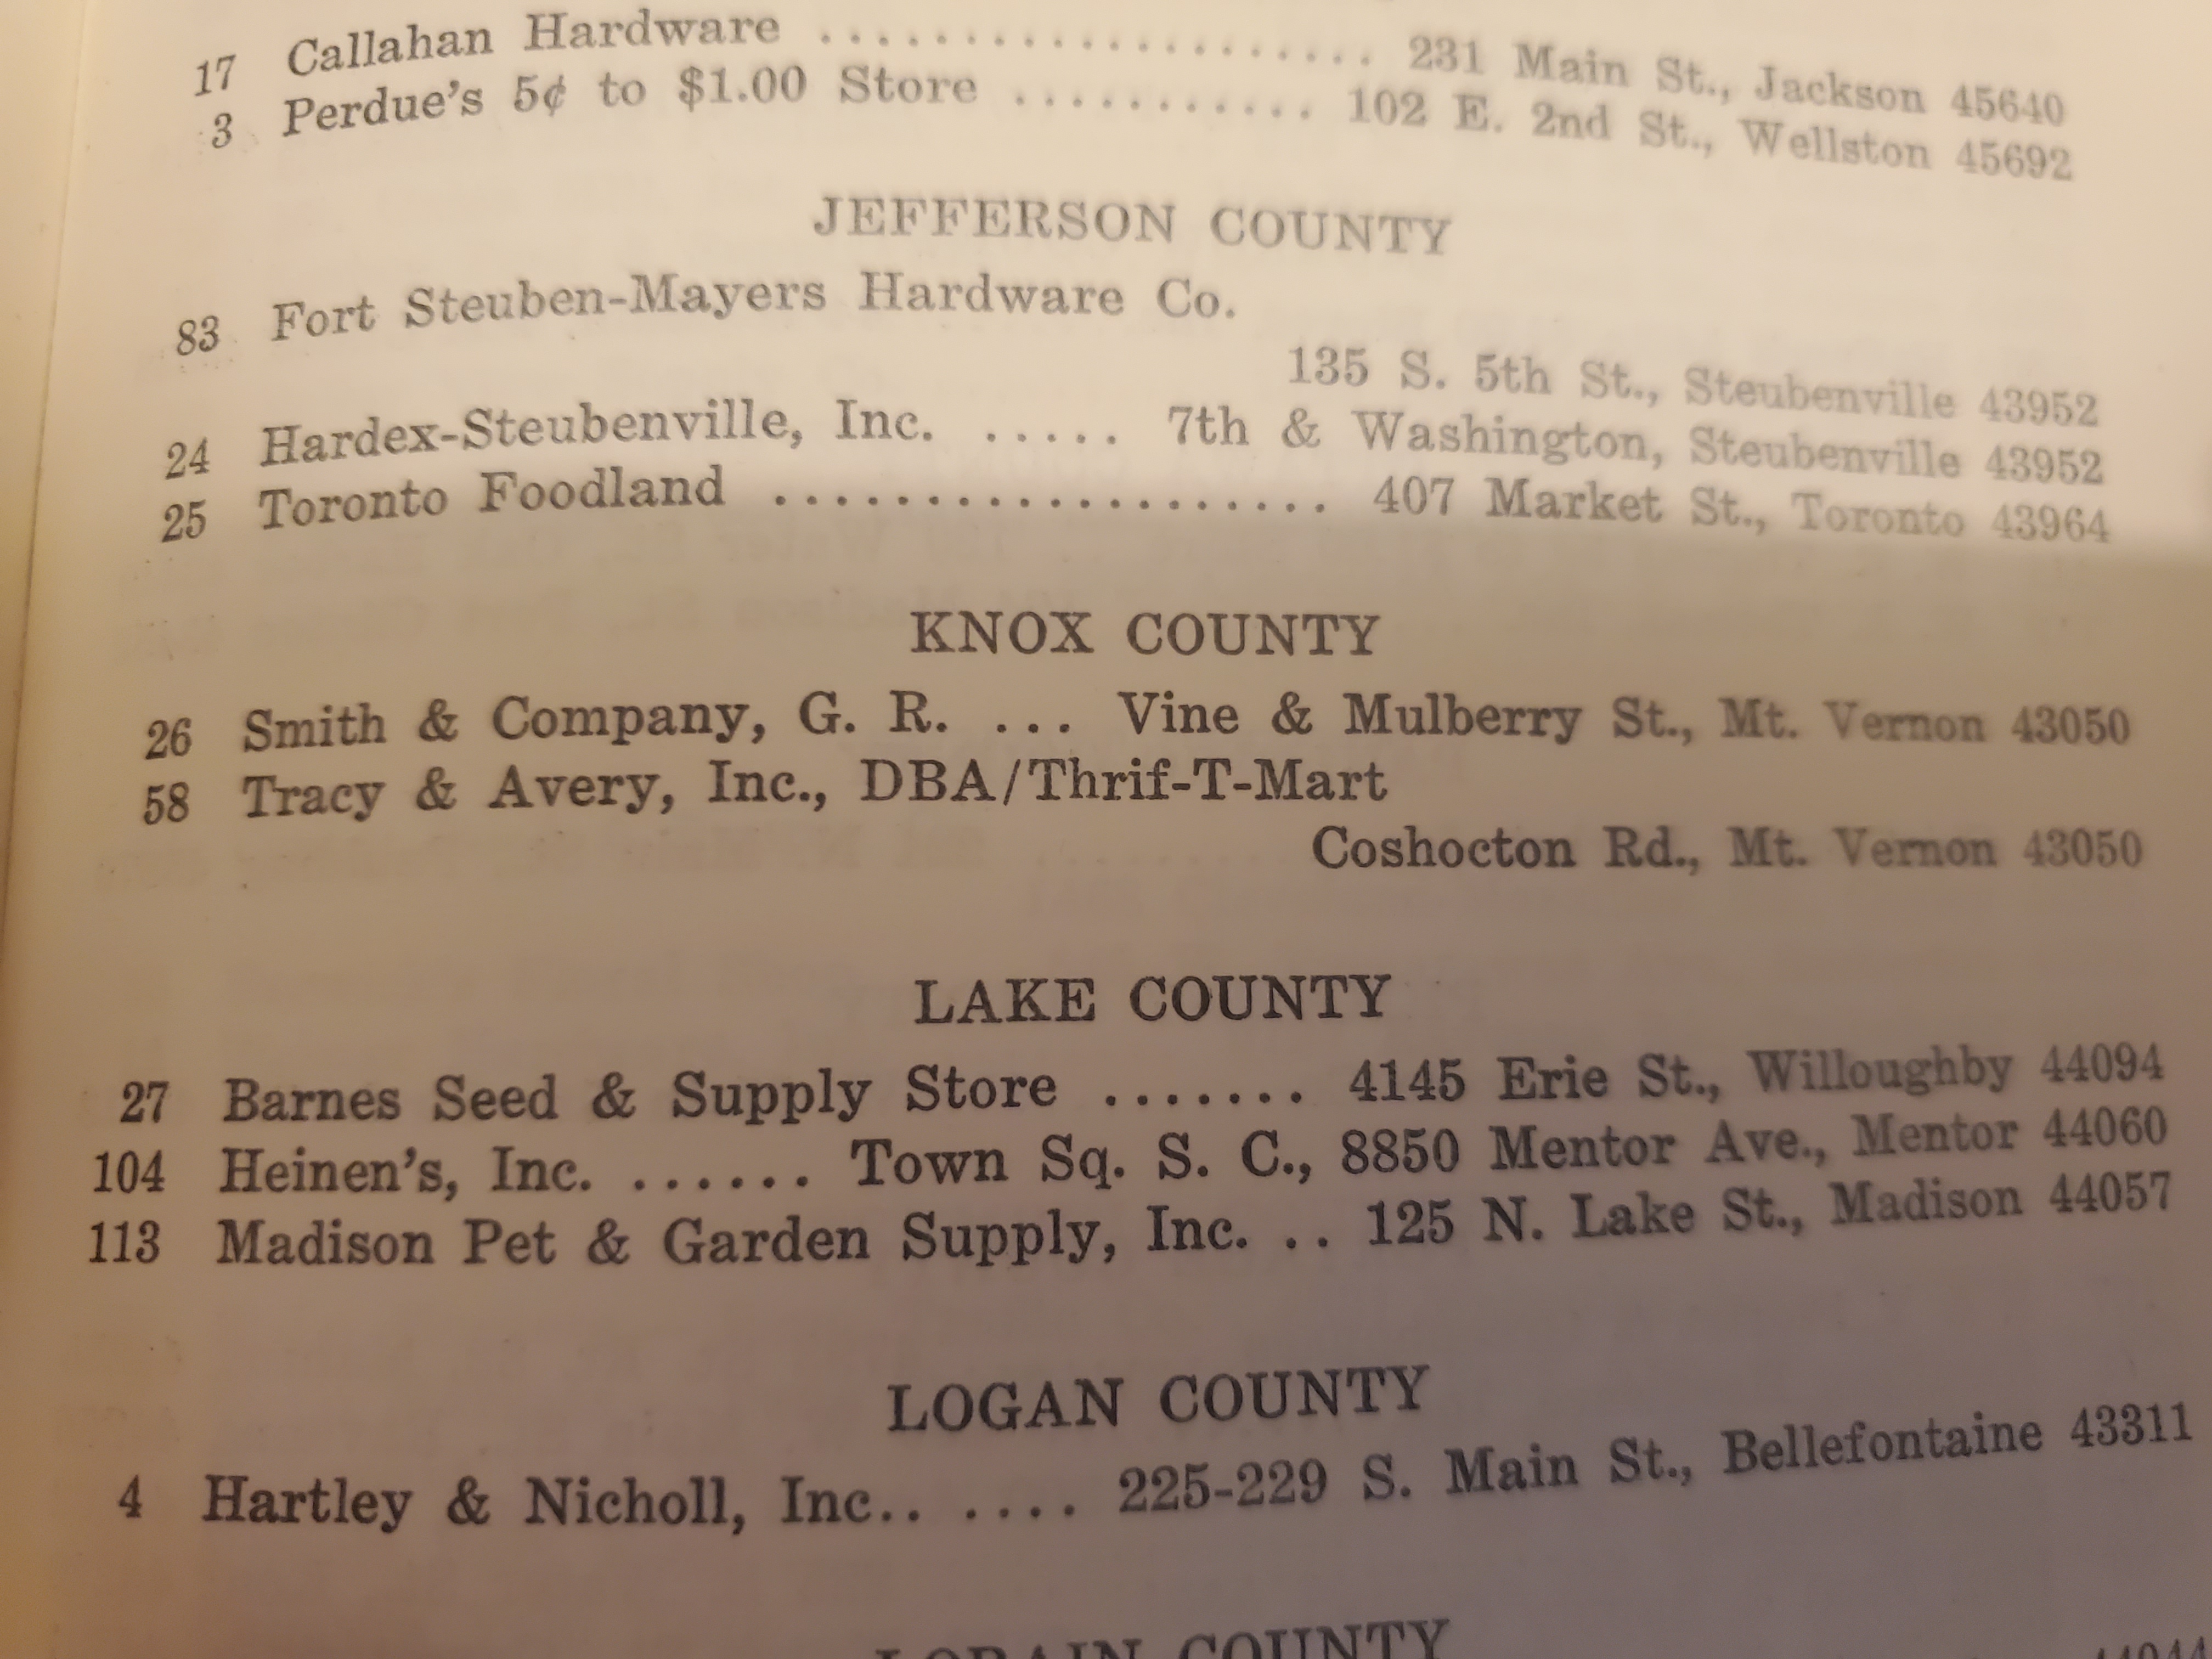 17 Callahan Hardware .................... 231 Main St., Jackson 45640
3 Perdue's 5¢ to $1.00 Store ........... 102 E. 2nd St., Wellston 45692
JEFFERSON COUNTY
83 Fort Steuben-Mayers Hardware Co.
135 S. 5th St., Steubenville 43952
24 Hardex-Steubenville, Inc. ..... 7th & Washington, Steubenville 43952
25 Toronto Foodland ................... 407 Market St., Toronto 43964
KNOX COUNTY
26 Smith & Company, G. R. ... Vine & Mulberry St., Mt. Vernon 43050
58 Tracy & Avery, Inc., DBA/Thrif-T-Mart
Coshocton Rd., Mt. Vernon 43050
LAKE COUNTY
27 Barnes Seed & Supply Store ....... 4145 Erie St., Willoughby 44094
104 Heinen's, Inc. ...... Town Sq. S. C., 8850 Mentor Ave., Mentor 44060
113 Madison Pet & Garden Supply, Inc. .. 125 N. Lake St., Madison 44057
LOGAN COUNTY
4 Hartley & Nicholl, Inc.. .... 225-229 S. Main St., Bellefontaine 43311
LORAIN COUNTY